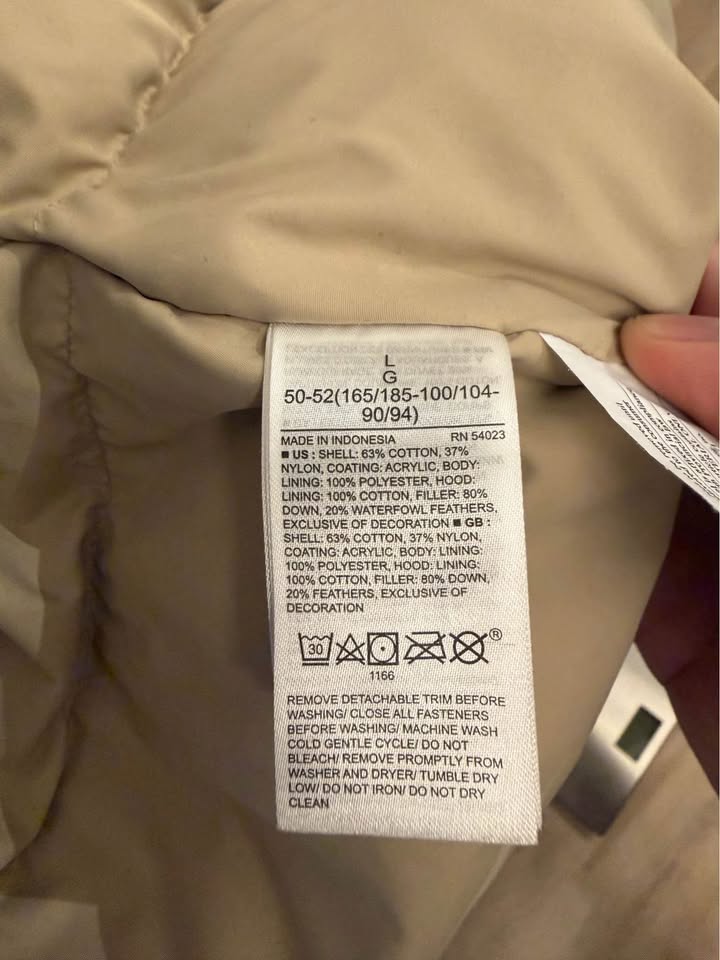 L
G
50-52(165/185-100/104-
90/94)
MADE IN INDONESIA RN 54023
■ US : SHELL: 63% COTTON, 37%
NYLON, COATING: ACRYLIC, BODY:
LINING: 100% POLYESTER, HOOD:
LINING: 100% COTTON, FILLER: 80%
DOWN, 20% WATERFOWL FEATHERS,
EXCLUSIVE OF DECORATION ■ GB :
SHELL: 63% COTTON, 37% NYLON,
COATING: ACRYLIC, BODY: LINING:
100% POLYESTER, HOOD: LINING:
100% COTTON, FILLER: 80% DOWN,
20% FEATHERS, EXCLUSIVE OF
DECORATION
30 ®
1166
REMOVE DETACHABLE TRIM BEFORE
WASHING/ CLOSE ALL FASTENERS
BEFORE WASHING/ MACHINE WASH
COLD GENTLE CYCLE/ DO NOT
BLEACH/ REMOVE PROMPTLY FROM
WASHER AND DRYER/ TUMBLE DRY
LOW/ DO NOT IRON/ DO NOT DRY
CLEAN